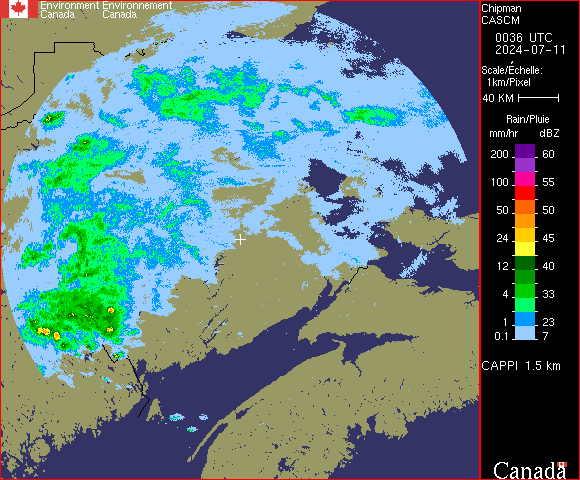 Environment Environnement
Canada Canada
Chipman
CASCM
0036 UTC
2024-07-11
Scale/Échelle:
1km/Pixel
40 KM
Rain/Pluie
mm/hr dBZ
200 60
100 55
50 50
24 45
12 40
4 33
1 23
0.1 7
CAPPI 1.5 km
Canada